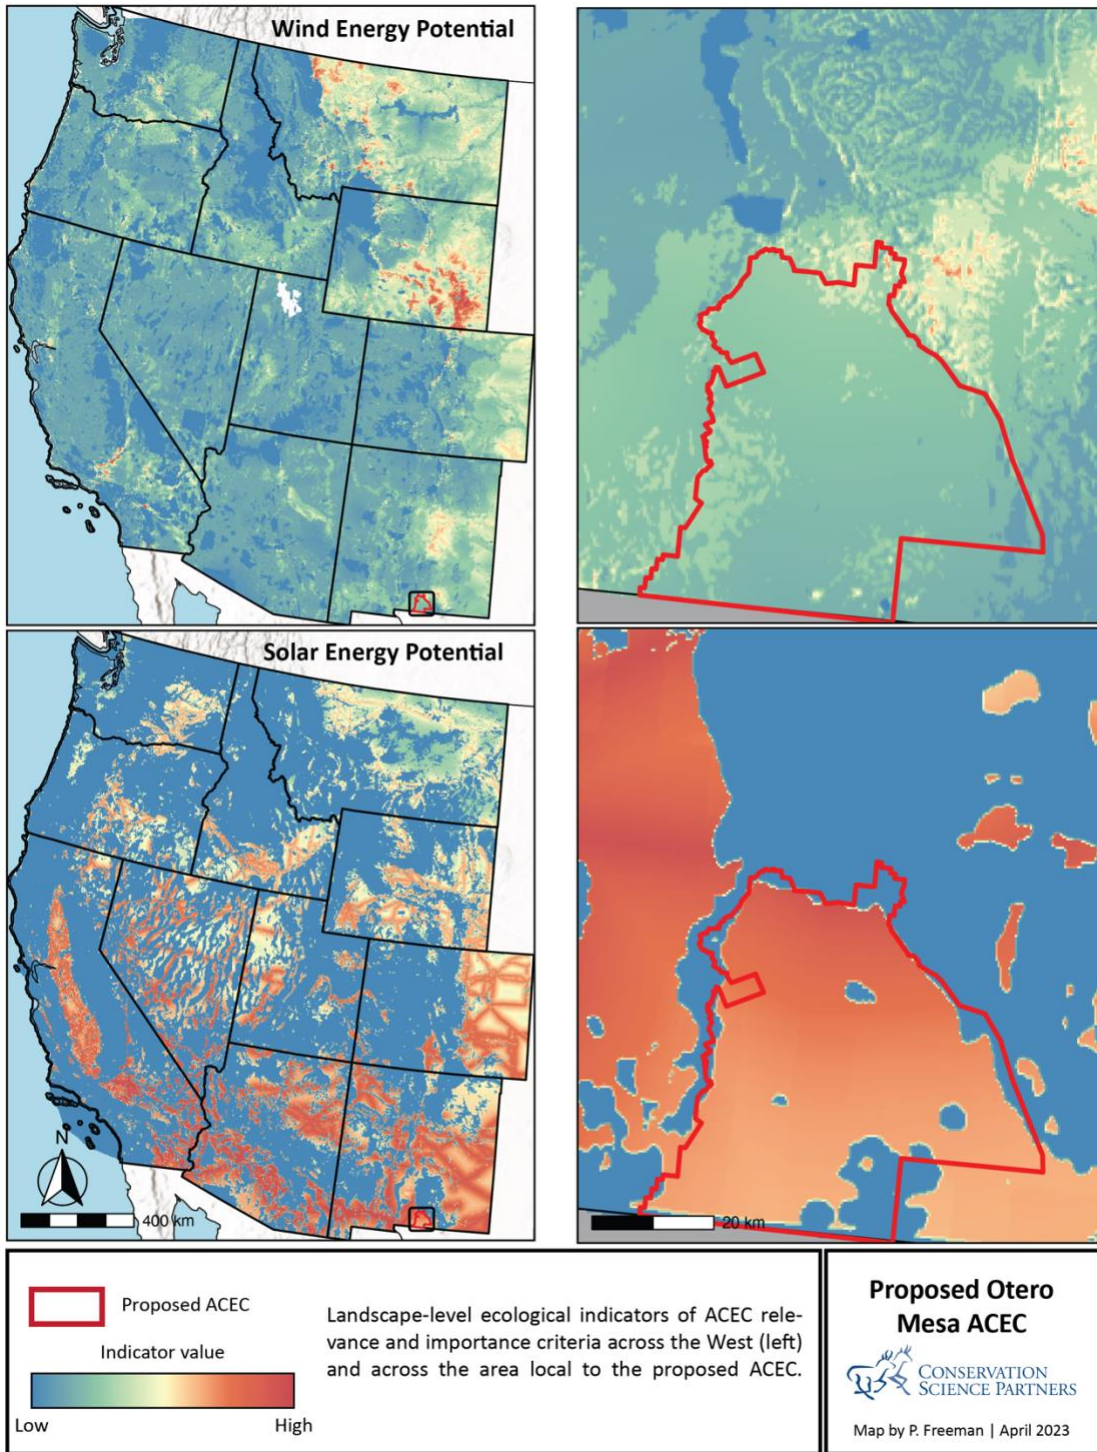 Wind Energy Potential
Solar Energy Potential
N
400 km
20 km
Proposed ACEC
Indicator value
Low
High
Landscape-level ecological indicators of ACEC rele-
vance and importance criteria across the West (left)
and across the area local to the proposed ACEC.
Proposed Otero
Mesa ACEC
CONSERVATION
SCIENCE PARTNERS
Map by P. Freeman | April 2023